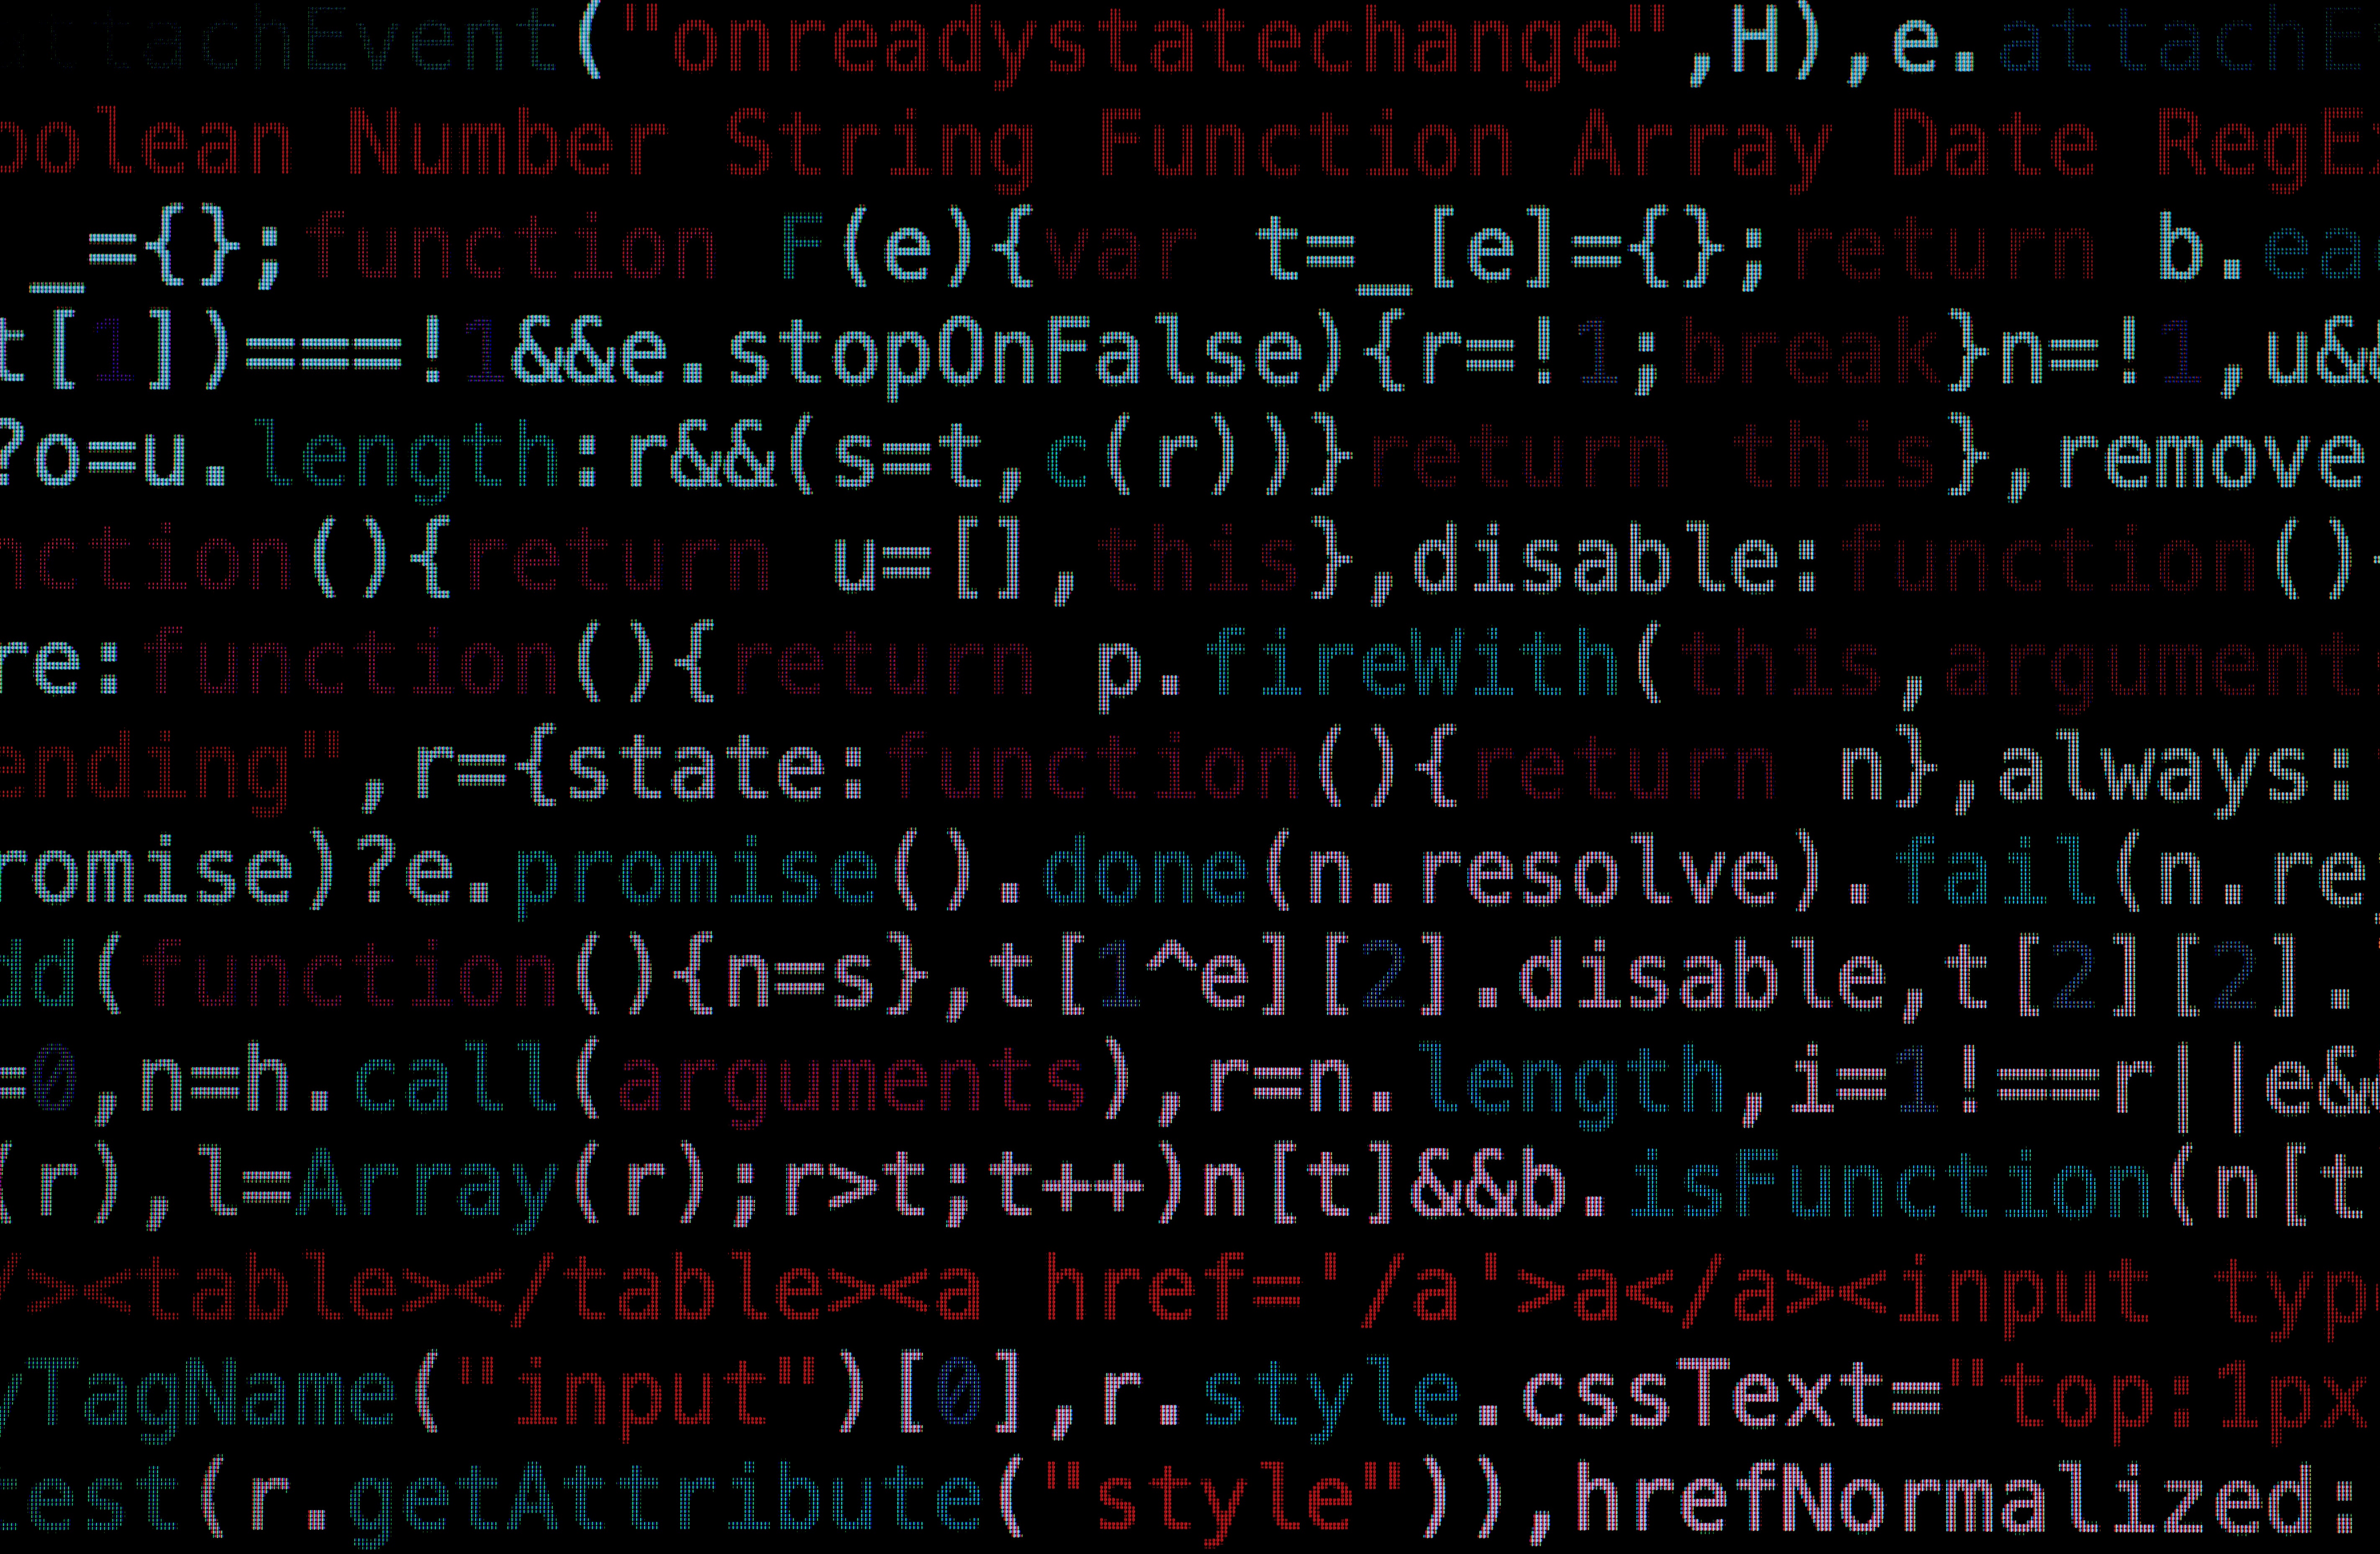 attachEvent("onreadystatechange",H),e.attachE
oolean Number String Function Array Date RegE
_={};function F(e){var t=_[e]={};return b.ea
t[1])===!1&&e.stopOnFalse){r=!1;break}n=!1,u&
?o=u.length:r&&(s=t,c(r))}return this},remove
nction(){return u=[],this},disable:function()
re:function(){return p.fireWith(this,argument
ending",r={state:function(){return n},always:
romise)?e.promise().done(n.resolve).fail(n.re
dd(function(){n=s},t[1^e][2].disable,t[2][2].
=0,n=h.call(arguments),r=n.length,i=1!==r||e&
(r),l=Array(r);r>t;t++)n[t]&&b.isFunction(n[t
/><table></table><a href='/a'>a</a><input typ
yTagName("input")[0],r.style.cssText="top:1px
test(r.getAttribute("style")),hrefNormalized: